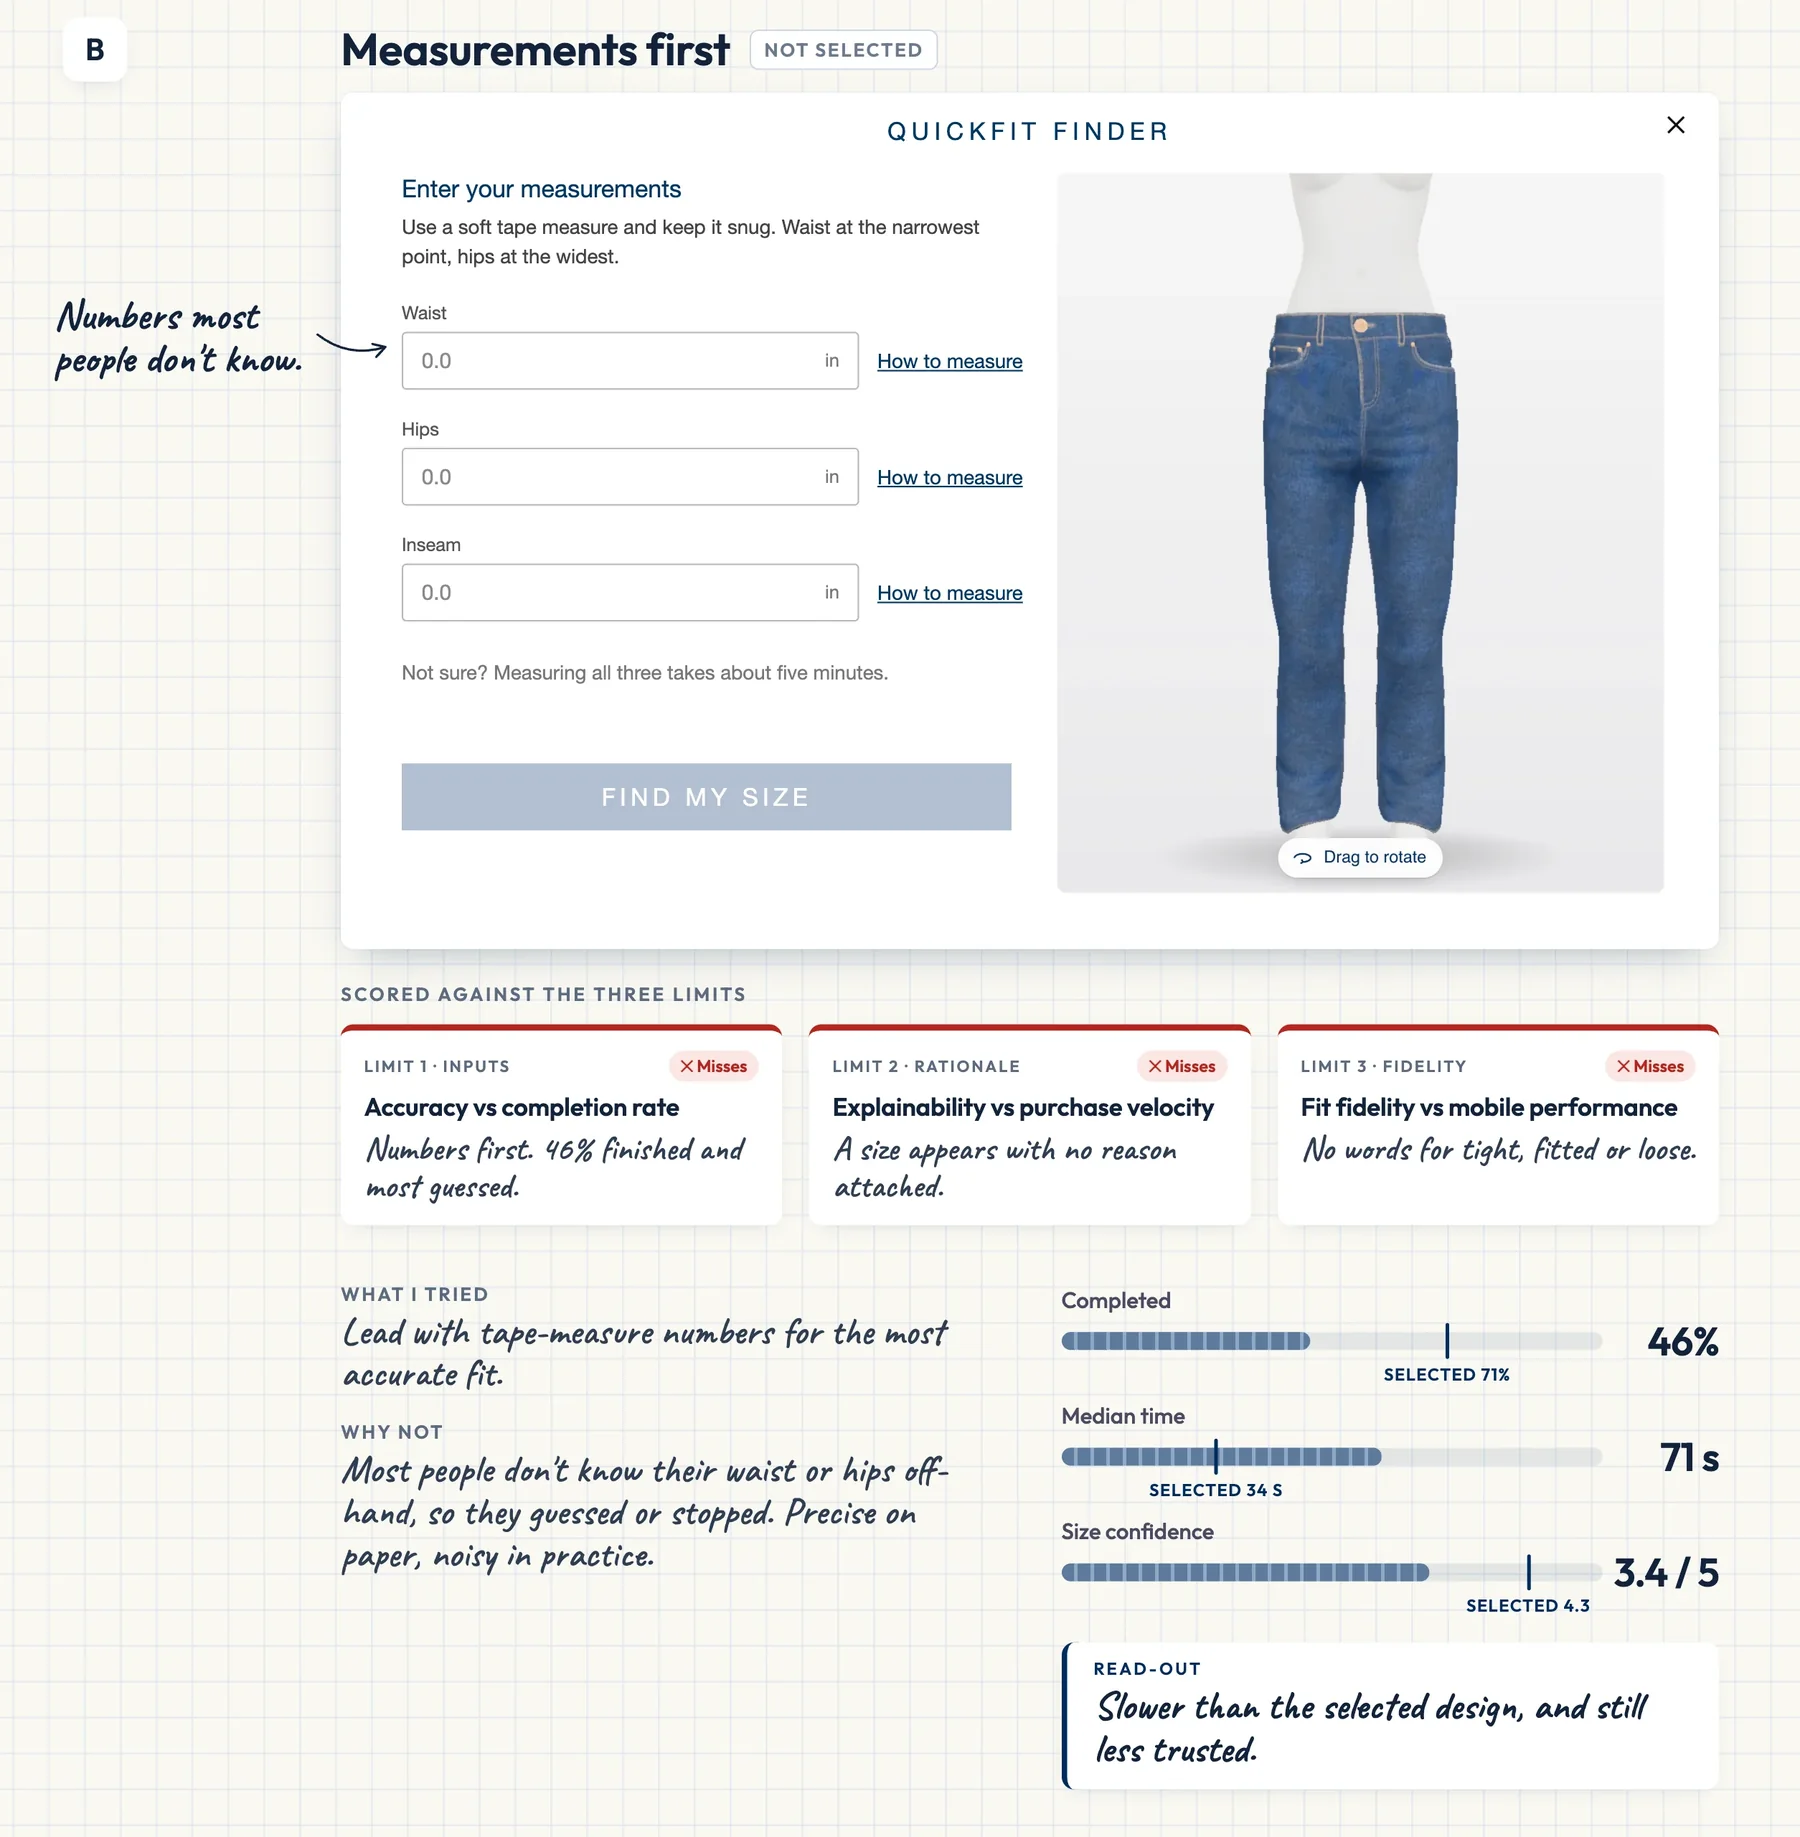 B
Measurements first
NOT SELECTED
QUICKFIT FINDER
Enter your measurements
Use a soft tape measure and keep it snug. Waist at the narrowest
point, hips at the widest.
Numbers most
people don't know.
Waist
0.0 in
How to measure
Hips
0.0 in
How to measure
Inseam
0.0 in
How to measure
Not sure? Measuring all three takes about five minutes.
FIND MY SIZE
Drag to rotate
SCORED AGAINST THE THREE LIMITS
LIMIT 1 · INPUTS
Misses
Accuracy vs completion rate
Numbers first. 46% finished and
most guessed.
LIMIT 2 · RATIONALE
Misses
Explainability vs purchase velocity
A size appears with no reason
attached.
LIMIT 3 · FIDELITY
Misses
Fit fidelity vs mobile performance
No words for tight, fitted or loose.
WHAT I TRIED
Lead with tape-measure numbers for the most
accurate fit.
WHY NOT
Most people don't know their waist or hips off-
hand, so they guessed or stopped. Precise on
paper, noisy in practice.
Completed
46%
SELECTED 71%
Median time
71 s
SELECTED 34 S
Size confidence
3.4 / 5
SELECTED 4.3
READ-OUT
Slower than the selected design, and still
less trusted.